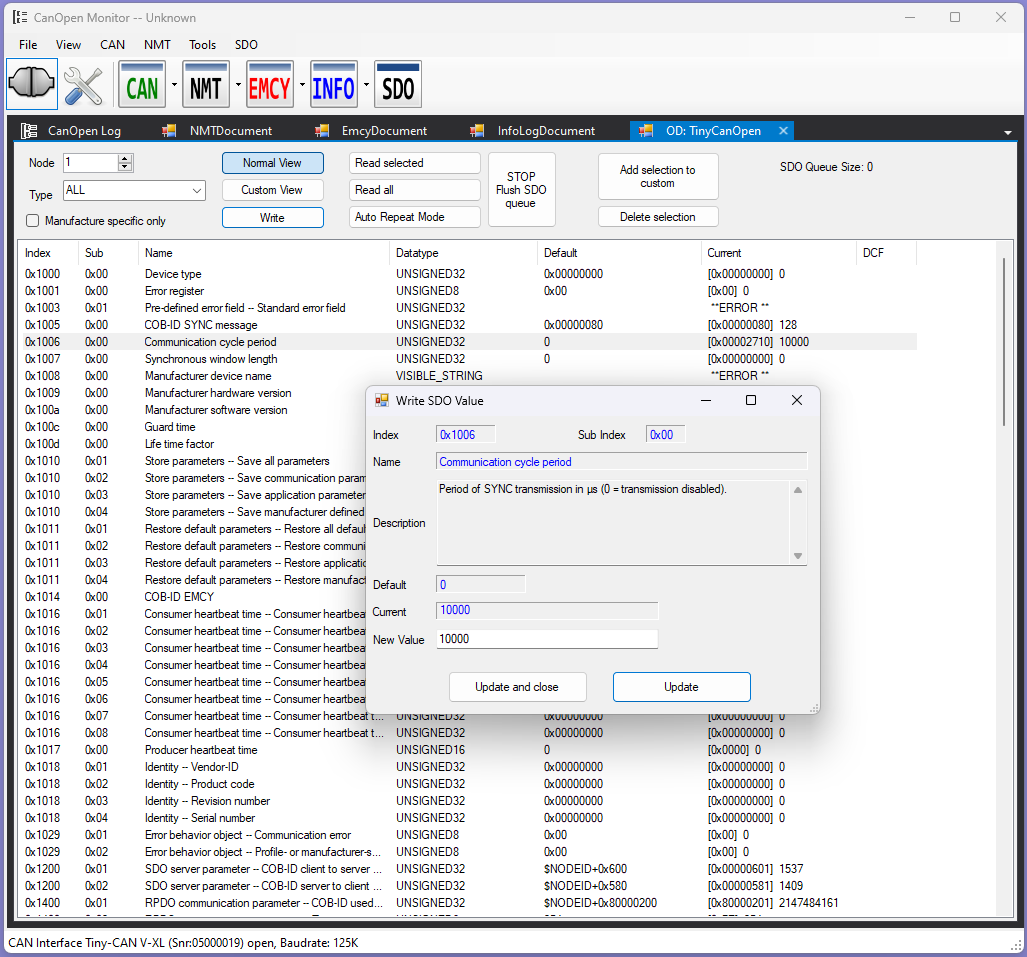 CanOpen Monitor -- Unknown
File View CAN NMT Tools SDO
CAN NMT EMCY INFO SDO
CanOpen Log NMTDocument EmcyDocument InfoLogDocument OD: TinyCanOpen
Node 1 Normal View Read selected STOP Flush SDO queue Add selection to custom SDO Queue Size: 0
Type ALL Custom View Read all
Manufacture specific only Write Auto Repeat Mode Delete selection
Index Sub Name Datatype Default Current DCF
0x1000 0x00 Device type UNSIGNED32 0x00000000 [0x00000000] 0
0x1001 0x00 Error register UNSIGNED8 0x00 [0x00] 0
0x1003 0x01 Pre-defined error field -- Standard error field UNSIGNED32 **ERROR **
0x1005 0x00 COB-ID SYNC message UNSIGNED32 0x00000080 [0x00000080] 128
0x1006 0x00 Communication cycle period UNSIGNED32 0 [0x00002710] 10000
0x1007 0x00 Synchronous window length UNSIGNED32 0 [0x00000000] 0
0x1008 0x00 Manufacturer device name VISIBLE_STRING **ERROR **
0x1009 0x00 Manufacturer hardware version
0x100a 0x00 Manufacturer software version
0x100c 0x00 Guard time
0x100d 0x00 Life time factor
0x1010 0x01 Store parameters -- Save all parameters
0x1010 0x02 Store parameters -- Save communication param
0x1010 0x03 Store parameters -- Save application parameter
0x1010 0x04 Store parameters -- Save manufacturer defined
0x1011 0x01 Restore default parameters -- Restore all defaul
0x1011 0x02 Restore default parameters -- Restore communi
0x1011 0x03 Restore default parameters -- Restore applicatio
0x1011 0x04 Restore default parameters -- Restore manufact
0x1014 0x00 COB-ID EMCY
0x1016 0x01 Consumer heartbeat time -- Consumer heartbea
0x1016 0x02 Consumer heartbeat time -- Consumer heartbea
0x1016 0x03 Consumer heartbeat time -- Consumer heartbea
0x1016 0x04 Consumer heartbeat time -- Consumer heartbea
0x1016 0x05 Consumer heartbeat time -- Consumer heartbea
0x1016 0x06 Consumer heartbeat time -- Consumer heartbea
0x1016 0x07 Consumer heartbeat time -- Consumer heartbeat t... UNSIGNED32 0x00000000 [0x00000000] 0
0x1016 0x08 Consumer heartbeat time -- Consumer heartbeat t... UNSIGNED32 0x00000000 [0x00000000] 0
0x1017 0x00 Producer heartbeat time UNSIGNED16 0 [0x0000] 0
0x1018 0x01 Identity -- Vendor-ID UNSIGNED32 0x00000000 [0x00000000] 0
0x1018 0x02 Identity -- Product code UNSIGNED32 0x00000000 [0x00000000] 0
0x1018 0x03 Identity -- Revision number UNSIGNED32 0x00000000 [0x00000000] 0
0x1018 0x04 Identity -- Serial number UNSIGNED32 0x00000000 [0x00000000] 0
0x1029 0x01 Error behavior object -- Communication error UNSIGNED8 0x00 [0x00] 0
0x1029 0x02 Error behavior object -- Profile- or manufacturer-s... UNSIGNED8 0x00 [0x00] 0
0x1200 0x01 SDO server parameter -- COB-ID client to server ... UNSIGNED32 $NODEID+0x600 [0x00000601] 1537
0x1200 0x02 SDO server parameter -- COB-ID server to client ... UNSIGNED32 $NODEID+0x580 [0x00000581] 1409
0x1400 0x01 RPDO communication parameter -- COB-ID used... UNSIGNED32 $NODEID+0x80000200 [0x80000201] 2147484161
Write SDO Value
Index 0x1006 Sub Index 0x00
Name Communication cycle period
Description Period of SYNC transmission in µs (0 = transmission disabled).
Default 0
Current 10000
New Value 10000
Update and close Update
CAN Interface Tiny-CAN V-XL (Snr:05000019) open, Baudrate: 125K